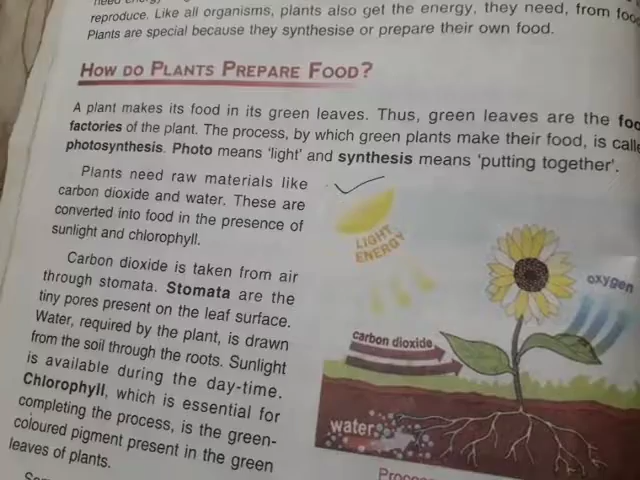 reproduce. Like all organisms, plants also get the energy, they need, from
Plants are special because they synthesise or prepare their own food.
HOW DO PLANTS PREPARE FOOD?
A plant makes its food in its green leaves. Thus, green leaves are the
factories of the plant. The process, by which green plants make their food, is
photosynthesis. Photo means 'light' and synthesis means 'putting together'.
Plants need raw materials like
carbon dioxide and water. These are
converted into food in the presence of
sunlight and chlorophyll.
Carbon dioxide is taken from air
through stomata. Stomata are the
tiny pores present on the leaf surface.
Water, required by the plant, is drawn
from the soil through the roots. Sunlight
is available during the day-time.
Chlorophyll, which is essential for
completing the process, is the green-
coloured pigment present in the green
leaves of plants.
LIGHT
ENERGY
oxygen
carbon dioxide
water